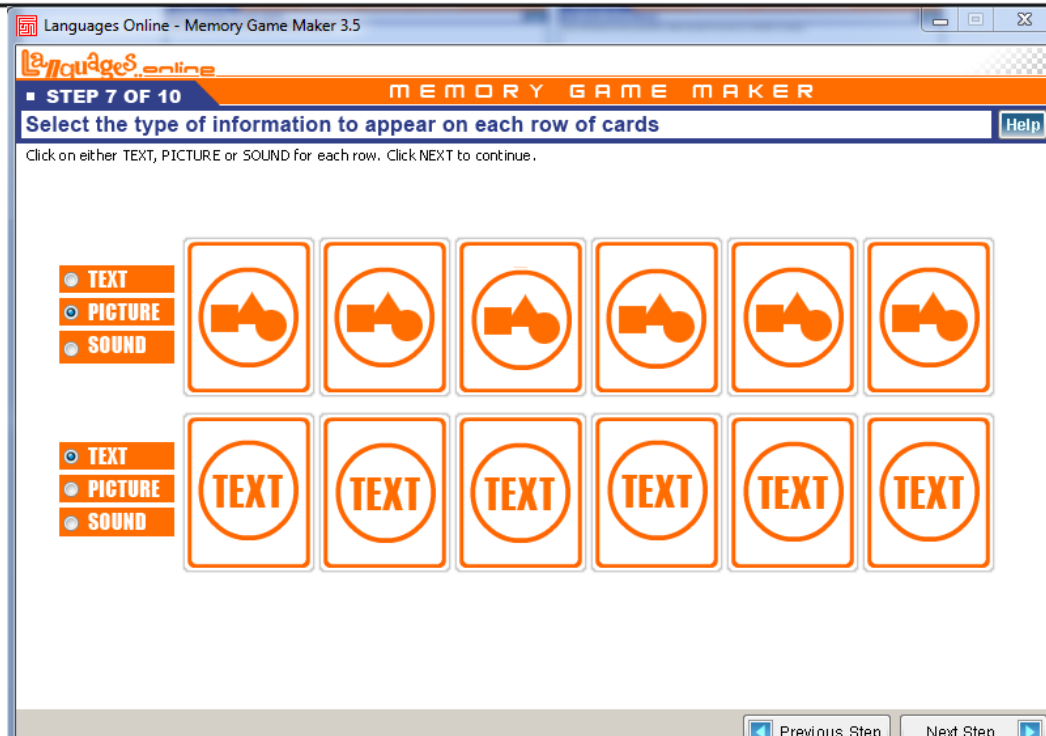 Languages Online - Memory Game Maker 3.5
Languages online
STEP 7 OF 10
MEMORY GAME MAKER
Select the type of information to appear on each row of cards
Help
Click on either TEXT, PICTURE or SOUND for each row. Click NEXT to continue.
TEXT
PICTURE
SOUND
TEXT
PICTURE
SOUND
TEXT TEXT TEXT TEXT TEXT TEXT
Previous Step Next Step